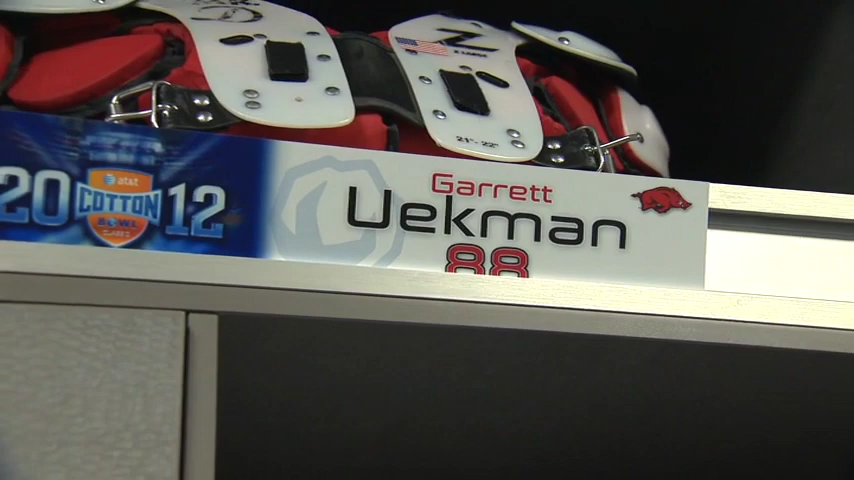 Z
21"- 22"
20 at&t COTTON BOWL 12
Garrett
Uekman
88